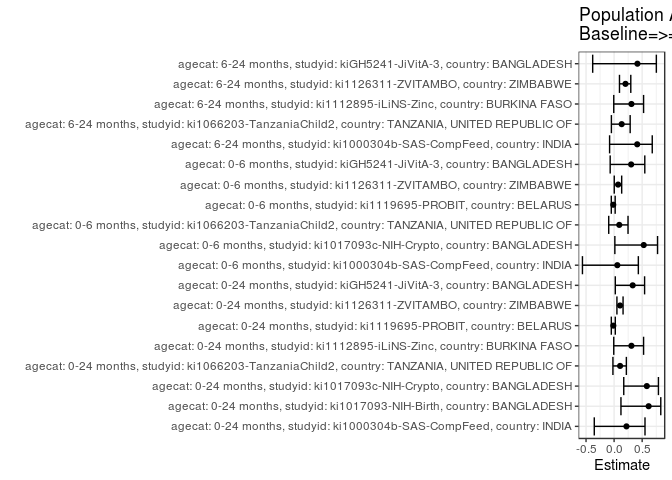 Population
Baseline=>=
agecat: 6-24 months, studyid: kiGH5241-JiVitA-3, country: BANGLADESH
agecat: 6-24 months, studyid: ki1126311-ZVITAMBO, country: ZIMBABWE
agecat: 6-24 months, studyid: ki1112895-iLiNS-Zinc, country: BURKINA FASO
agecat: 6-24 months, studyid: ki1066203-TanzaniaChild2, country: TANZANIA, UNITED REPUBLIC OF
agecat: 6-24 months, studyid: ki1000304b-SAS-CompFeed, country: INDIA
agecat: 0-6 months, studyid: kiGH5241-JiVitA-3, country: BANGLADESH
agecat: 0-6 months, studyid: ki1126311-ZVITAMBO, country: ZIMBABWE
agecat: 0-6 months, studyid: ki1119695-PROBIT, country: BELARUS
agecat: 0-6 months, studyid: ki1066203-TanzaniaChild2, country: TANZANIA, UNITED REPUBLIC OF
agecat: 0-6 months, studyid: ki1017093c-NIH-Crypto, country: BANGLADESH
agecat: 0-6 months, studyid: ki1000304b-SAS-CompFeed, country: INDIA
agecat: 0-24 months, studyid: kiGH5241-JiVitA-3, country: BANGLADESH
agecat: 0-24 months, studyid: ki1126311-ZVITAMBO, country: ZIMBABWE
agecat: 0-24 months, studyid: ki1119695-PROBIT, country: BELARUS
agecat: 0-24 months, studyid: ki1112895-iLiNS-Zinc, country: BURKINA FASO
agecat: 0-24 months, studyid: ki1066203-TanzaniaChild2, country: TANZANIA, UNITED REPUBLIC OF
agecat: 0-24 months, studyid: ki1017093c-NIH-Crypto, country: BANGLADESH
agecat: 0-24 months, studyid: ki1017093-NIH-Birth, country: BANGLADESH
agecat: 0-24 months, studyid: ki1000304b-SAS-CompFeed, country: INDIA
-0.5 0.0 0.5
Estimate